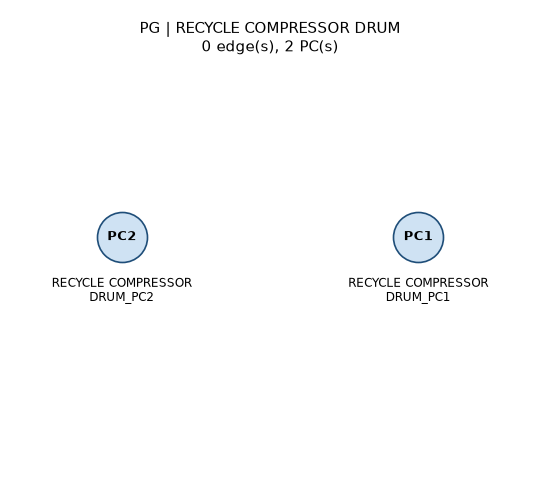 PG | RECYCLE COMPRESSOR DRUM
0 edge(s), 2 PC(s)
PC2
RECYCLE COMPRESSOR
DRUM_PC2
PC1
RECYCLE COMPRESSOR
DRUM_PC1